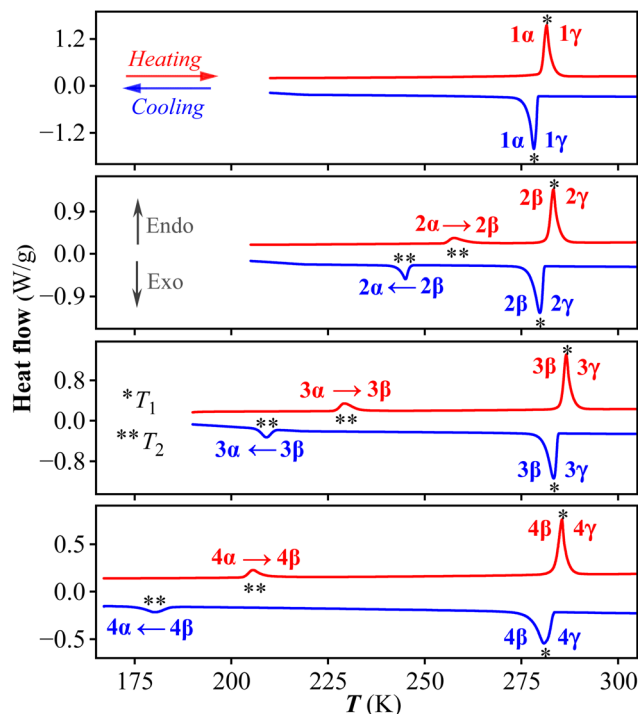 1.2
0.0
−1.2
Heating
Cooling
1α * 1γ
1α 1γ
*
0.9
0.0
−0.9
Endo
Exo
2α → 2β
**
2β * 2γ
**
2α ← 2β
2β 2γ
*
Heat flow (W/g)
0.8
0.0
−0.8
* T₁
** T₂
3α → 3β
**
3β * 3γ
**
3α ← 3β
3β 3γ
*
0.5
0.0
−0.5
4α → 4β
**
4β * 4γ
**
4α ← 4β
4β 4γ
*
175 200 225 250 275 300
T (K)